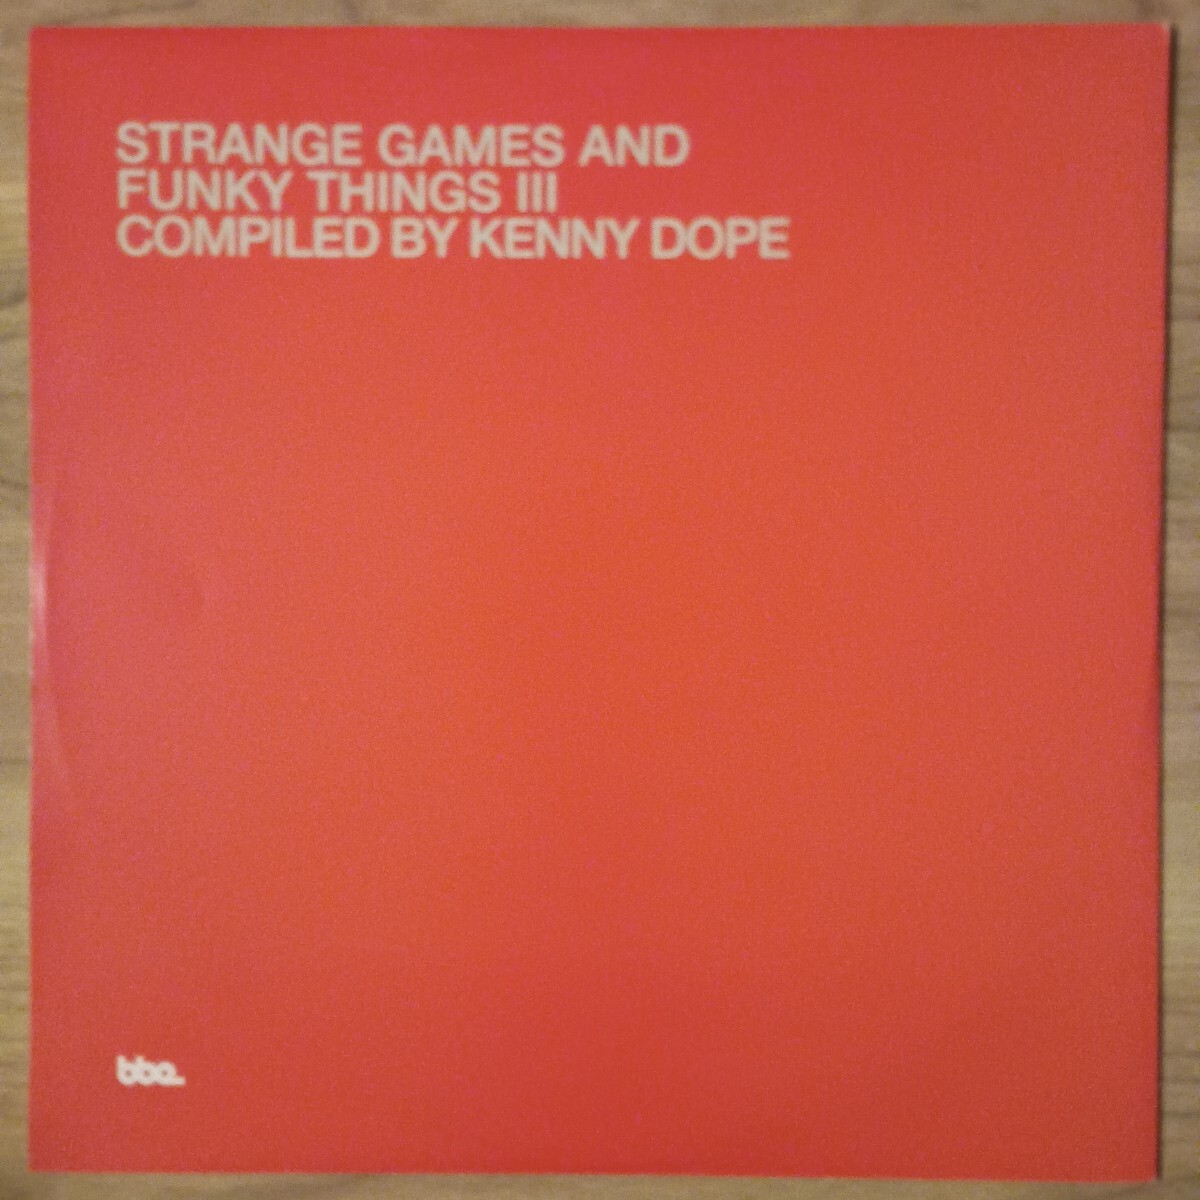 STRANGE GAMES AND
FUNKY THINGS III
COMPILED BY KENNY DOPE
bbe.